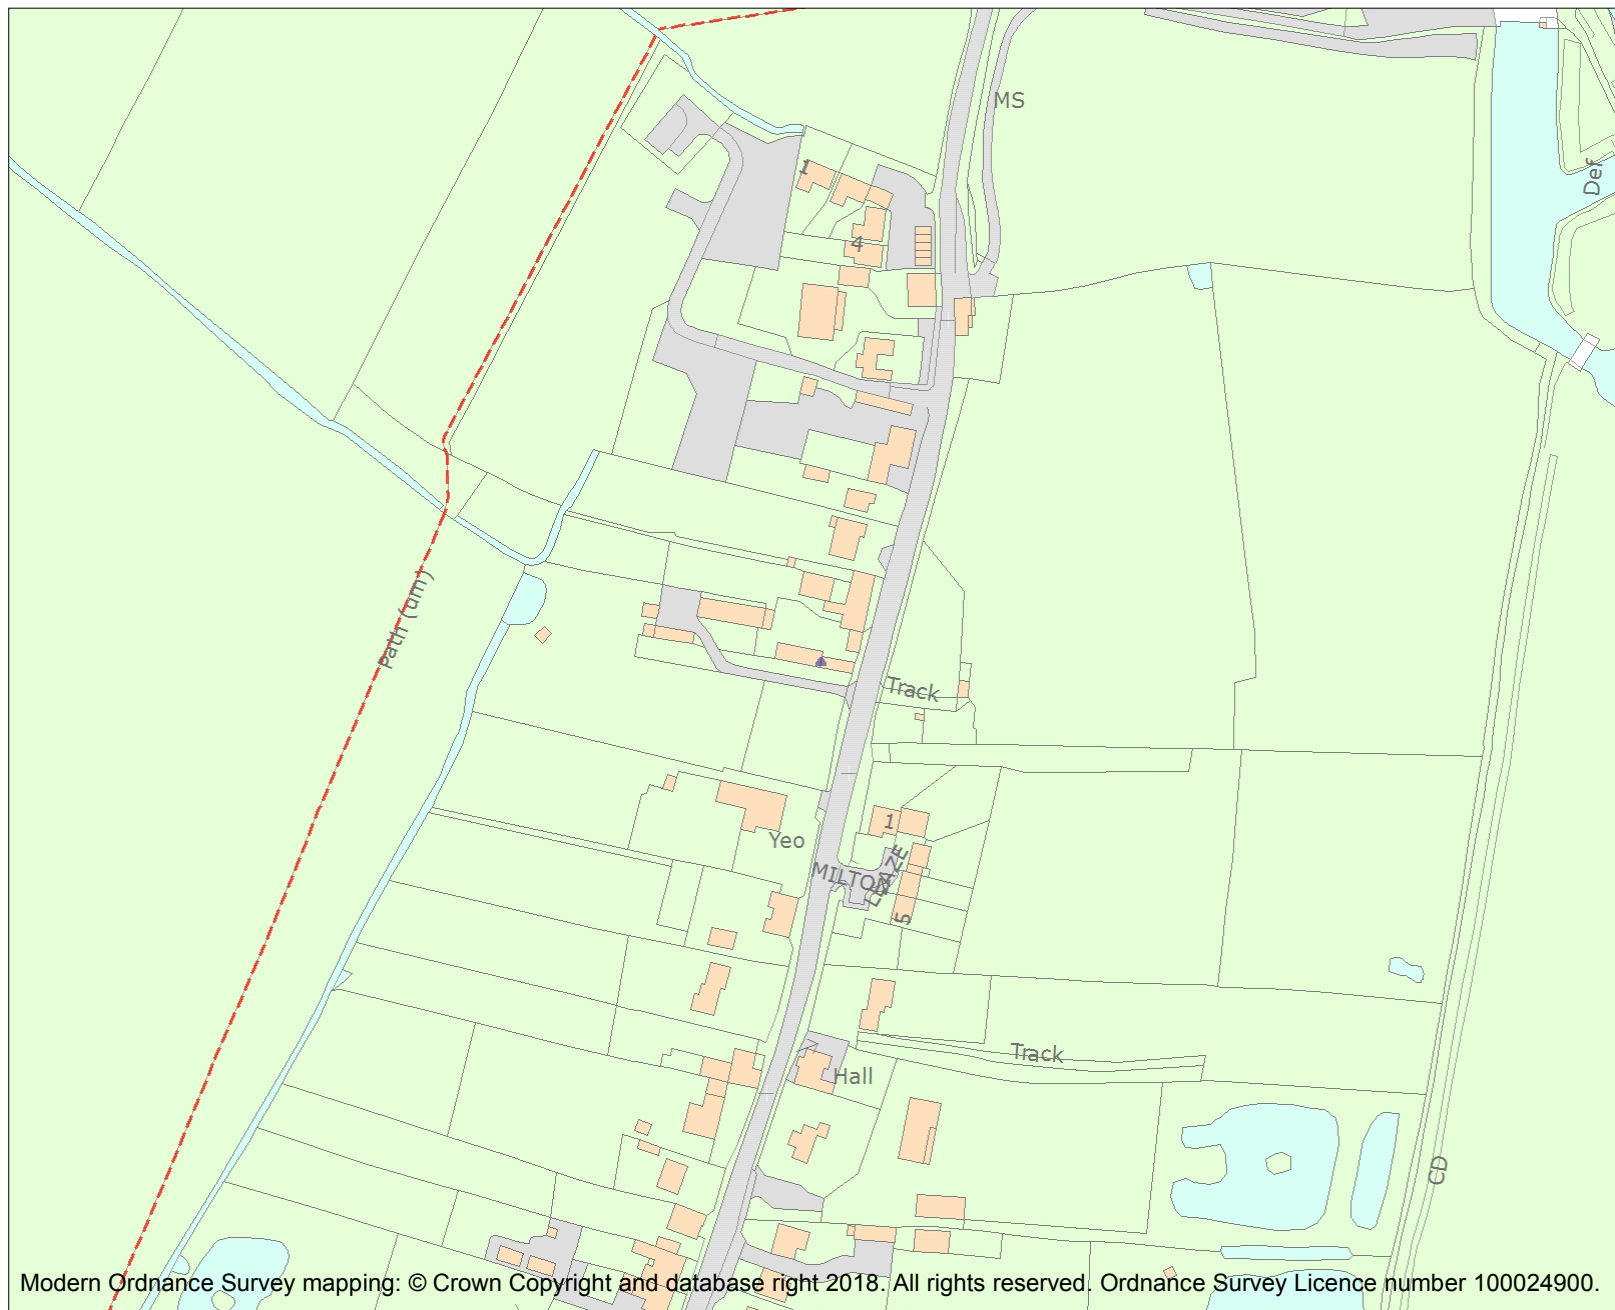 MS
Def
1
4
Path (um)
Track
Yeo
1
MILTON
LEAZE
5
Track
Hall
CD
Modern Ordnance Survey mapping: © Crown Copyright and database right 2018. All rights reserved. Ordnance Survey Licence number 100024900.